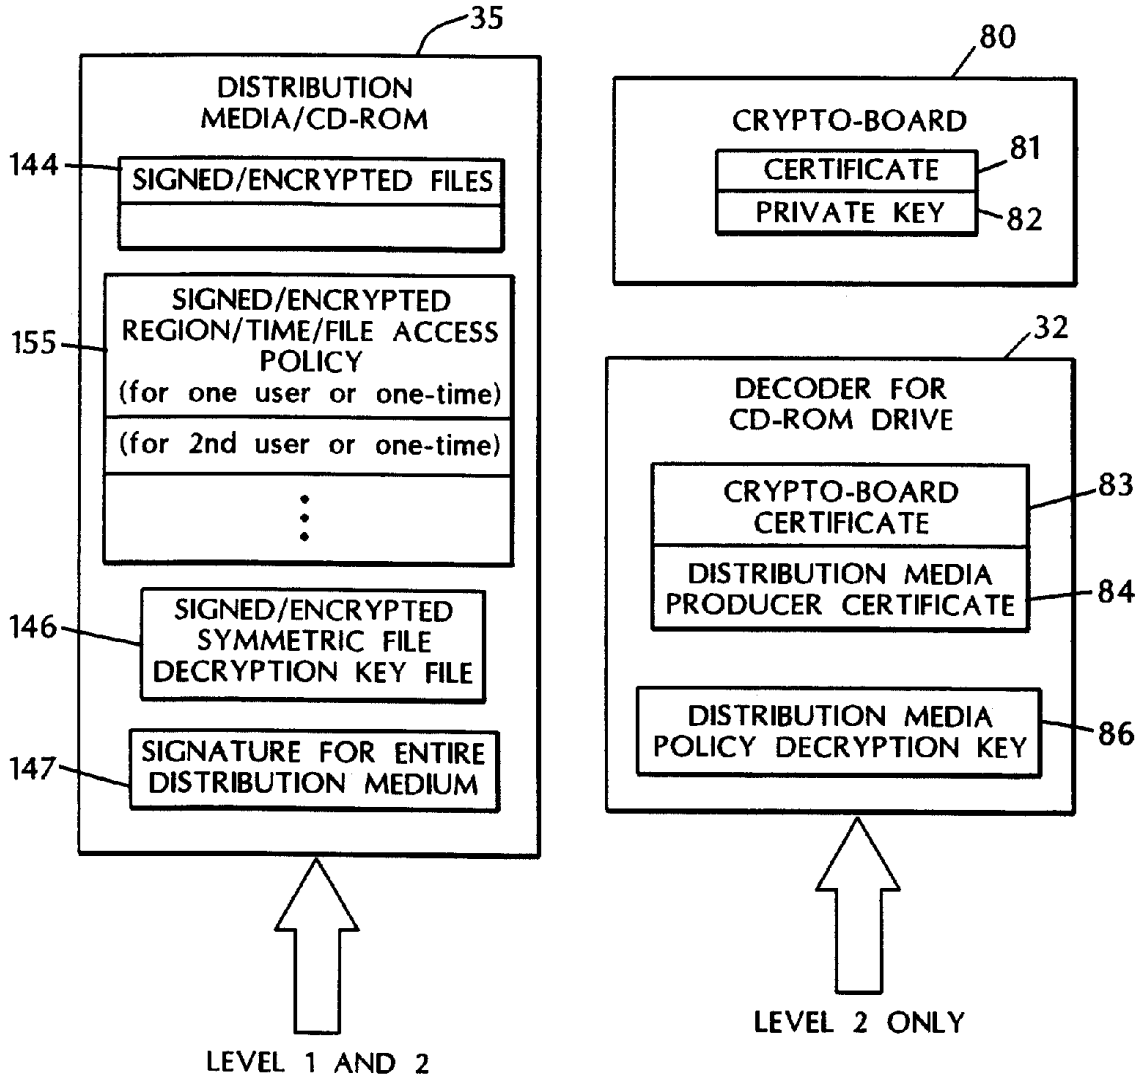 35
DISTRIBUTION
MEDIA/CD-ROM
144
SIGNED/ENCRYPTED FILES
155
SIGNED/ENCRYPTED
REGION/TIME/FILE ACCESS
POLICY
(for one user or one-time)
(for 2nd user or one-time)
146
SIGNED/ENCRYPTED
SYMMETRIC FILE
DECRYPTION KEY FILE
147
SIGNATURE FOR ENTIRE
DISTRIBUTION MEDIUM
LEVEL 1 AND 2
80
CRYPTO-BOARD
CERTIFICATE
81
PRIVATE KEY
82
32
DECODER FOR
CD-ROM DRIVE
CRYPTO-BOARD
CERTIFICATE
83
DISTRIBUTION MEDIA
PRODUCER CERTIFICATE
84
DISTRIBUTION MEDIA
POLICY DECRYPTION KEY
86
LEVEL 2 ONLY